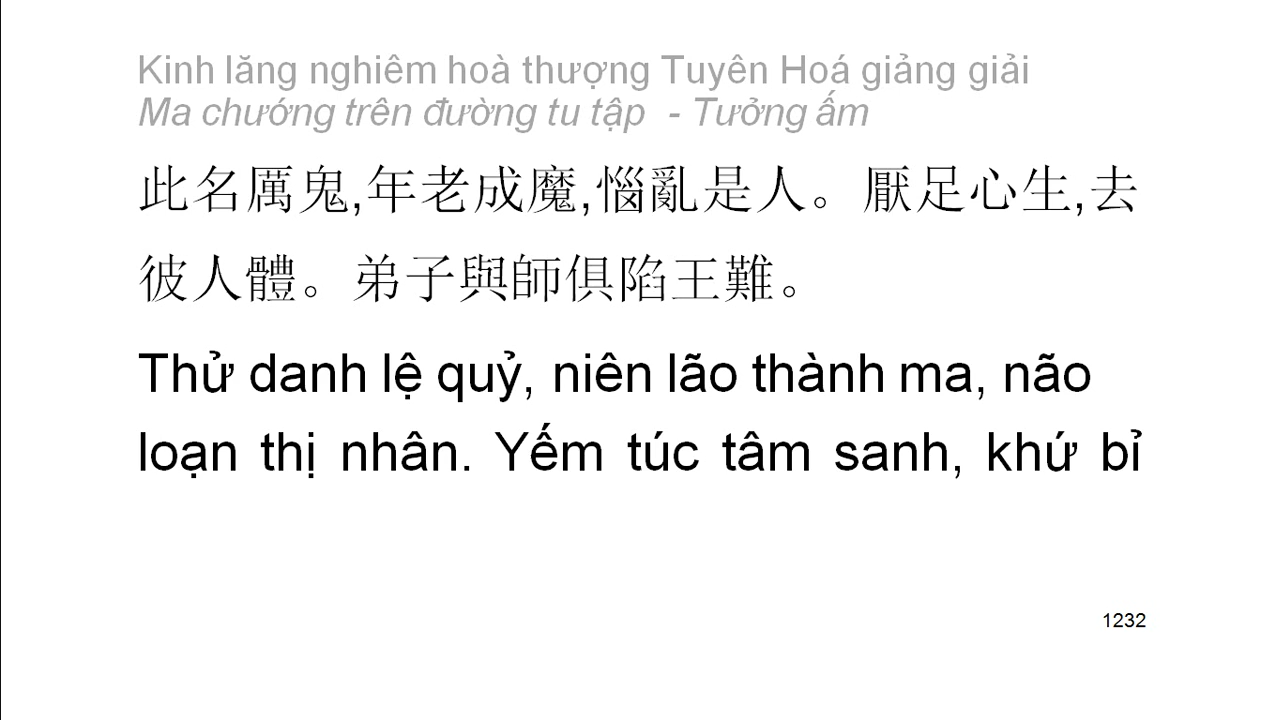 Kinh lăng nghiêm hoà thượng Tuyên Hoá giảng giải
Ma chướng trên đường tu tập - Tưởng ấm
此名厲鬼,年老成魔,惱亂是人。厭足心生,去
彼人體。弟子與師俱陷王難。
Thử danh lệ quỷ, niên lão thành ma, não
loạn thị nhân. Yếm túc tâm sanh, khứ bỉ
1232